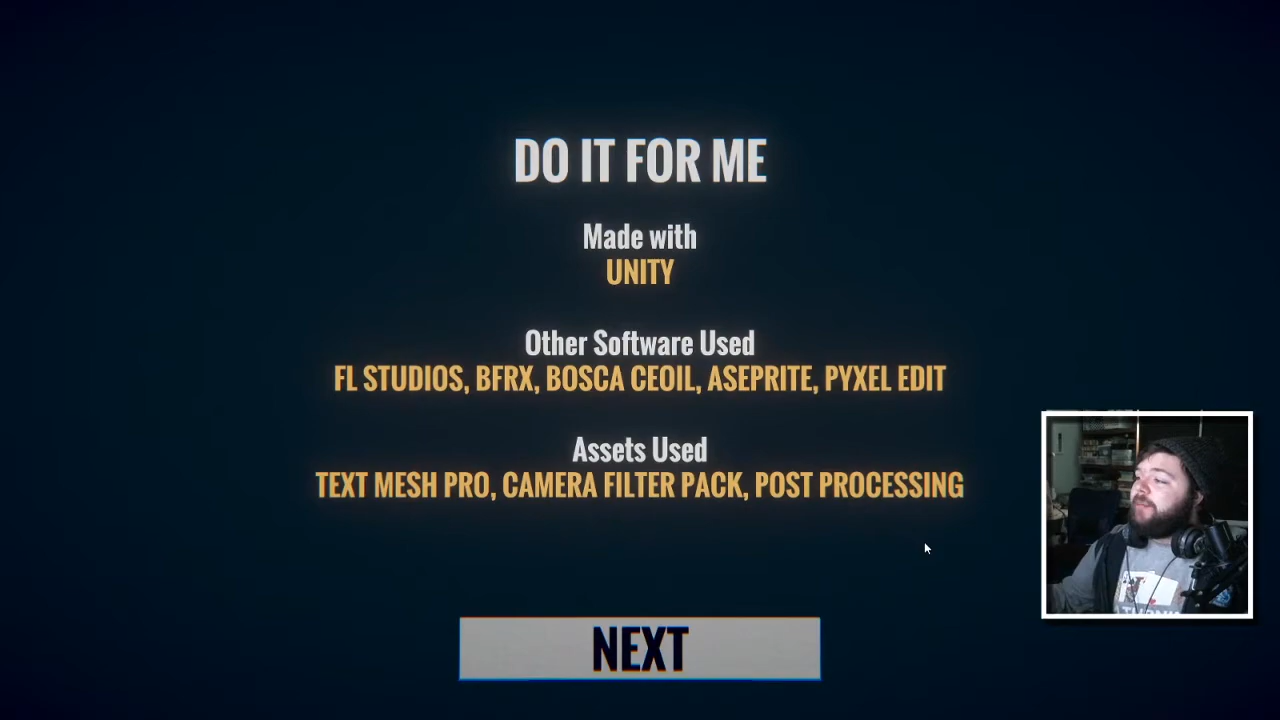 DO IT FOR ME
Made with
UNITY
Other Software Used
FL STUDIOS, BFRX, BOSCA CEOIL, ASEPRITE, PYXEL EDIT
Assets Used
TEXT MESH PRO, CAMERA FILTER PACK, POST PROCESSING
NEXT